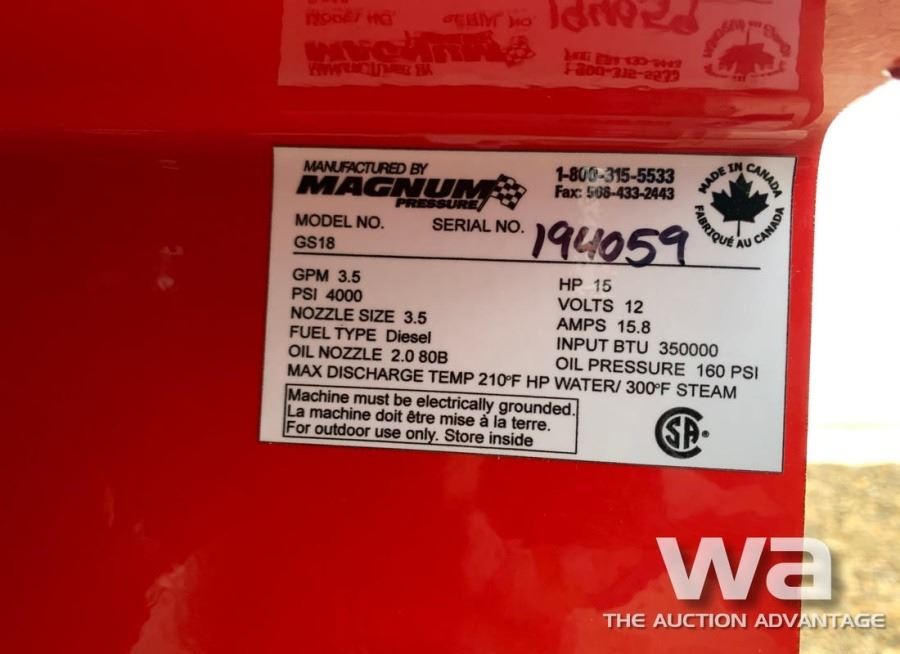 MANUFACTURED BY
MAGNUM
PRESSURE
1-800-315-5533
Fax: 568-433-2443
MADE IN CANADA
FABRIQUÉ AU CANADA
MODEL NO. SERIAL NO. 194059
GS18
GPM 3.5
PSI 4000
NOZZLE SIZE 3.5
FUEL TYPE Diesel
OIL NOZZLE 2.0 80B
HP 15
VOLTS 12
AMPS 15.8
INPUT BTU 350000
OIL PRESSURE 160 PSI
MAX DISCHARGE TEMP 210°F HP WATER/ 300°F STEAM
Machine must be electrically grounded.
La machine doit être mise à la terre.
For outdoor use only. Store inside
CSA®
wa
THE AUCTION ADVANTAGE